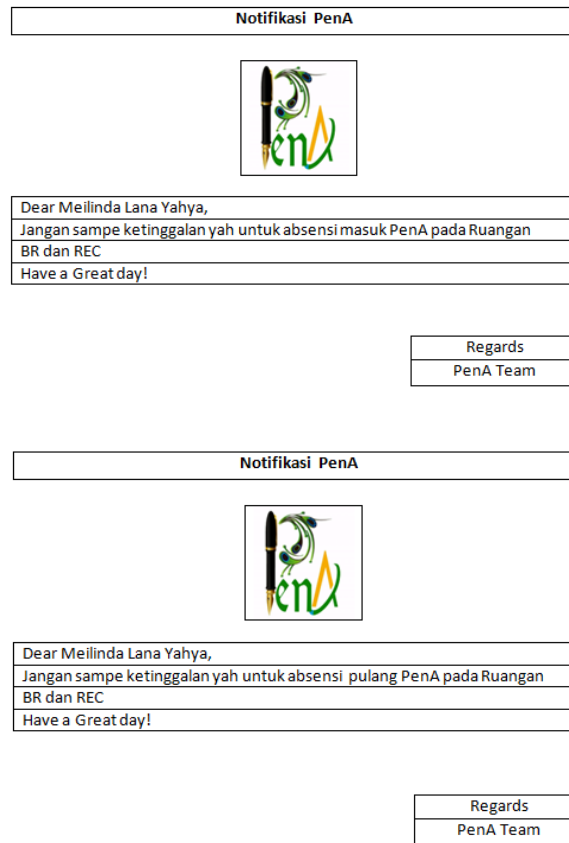 Notifikasi PenA
PenA
Dear Meilinda Lana Yahya,
Jangan sampe ketinggalan yah untuk absensi masuk PenA pada Ruangan
BR dan REC
Have a Great day!
Regards
PenA Team
Notifikasi PenA
PenA
Dear Meilinda Lana Yahya,
Jangan sampe ketinggalan yah untuk absensi pulang PenA pada Ruangan
BR dan REC
Have a Great day!
Regards
PenA Team